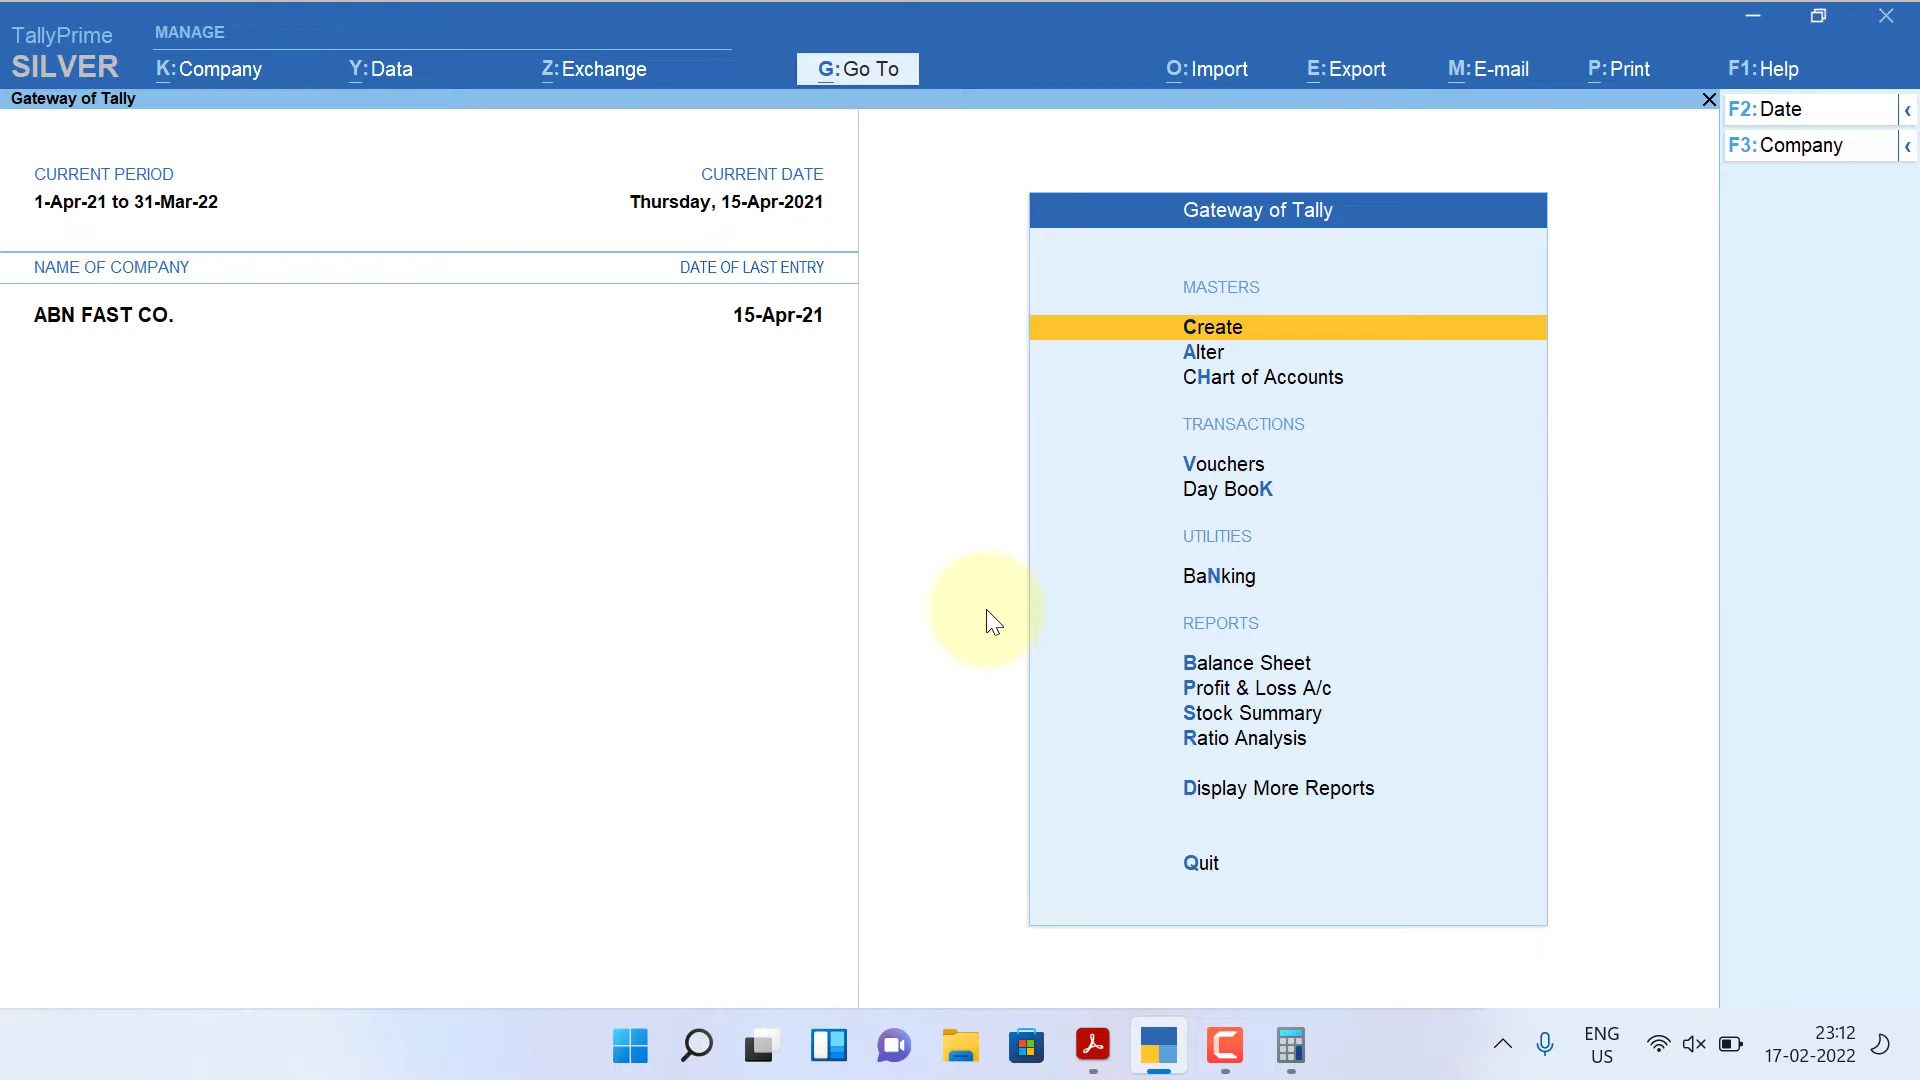 TallyPrime
SILVER
MANAGE
K:Company
Y:Data
Z:Exchange
G:Go To
O:Import
E:Export
M:E-mail
P:Print
F1:Help
Gateway of Tally
F2:Date
F3:Company
CURRENT PERIOD
CURRENT DATE
1-Apr-21 to 31-Mar-22
Thursday, 15-Apr-2021
NAME OF COMPANY
DATE OF LAST ENTRY
ABN FAST CO.
15-Apr-21
Gateway of Tally
MASTERS
Create
Alter
CHart of Accounts
TRANSACTIONS
Vouchers
Day BooK
UTILITIES
BaNking
REPORTS
Balance Sheet
Profit & Loss A/c
Stock Summary
Ratio Analysis
Display More Reports
Quit
ENG
US
23:12
17-02-2022